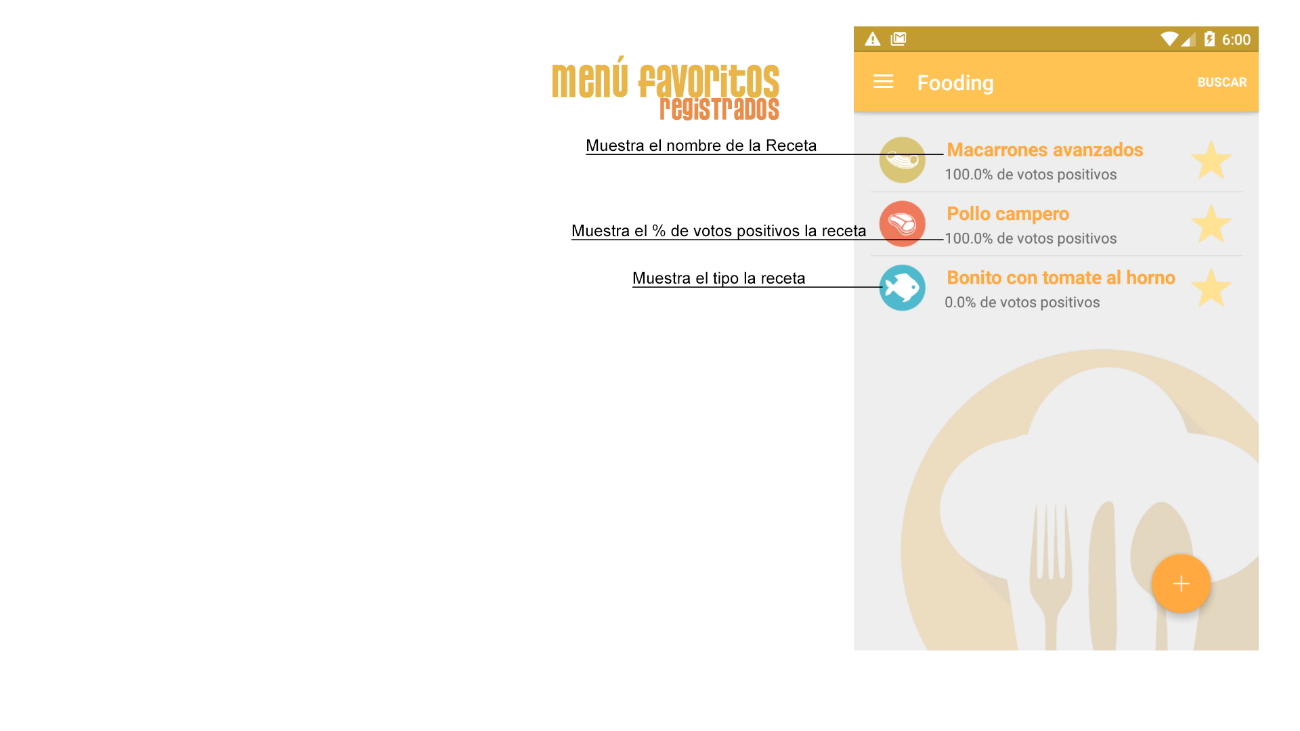 menú favoritos
registrados
Muestra el nombre de la Receta
Muestra el % de votos positivos la receta
Muestra el tipo la receta
6:00
Fooding
BUSCAR
Macarrones avanzados
100.0% de votos positivos
Pollo campero
100.0% de votos positivos
Bonito con tomate al horno
0.0% de votos positivos
+